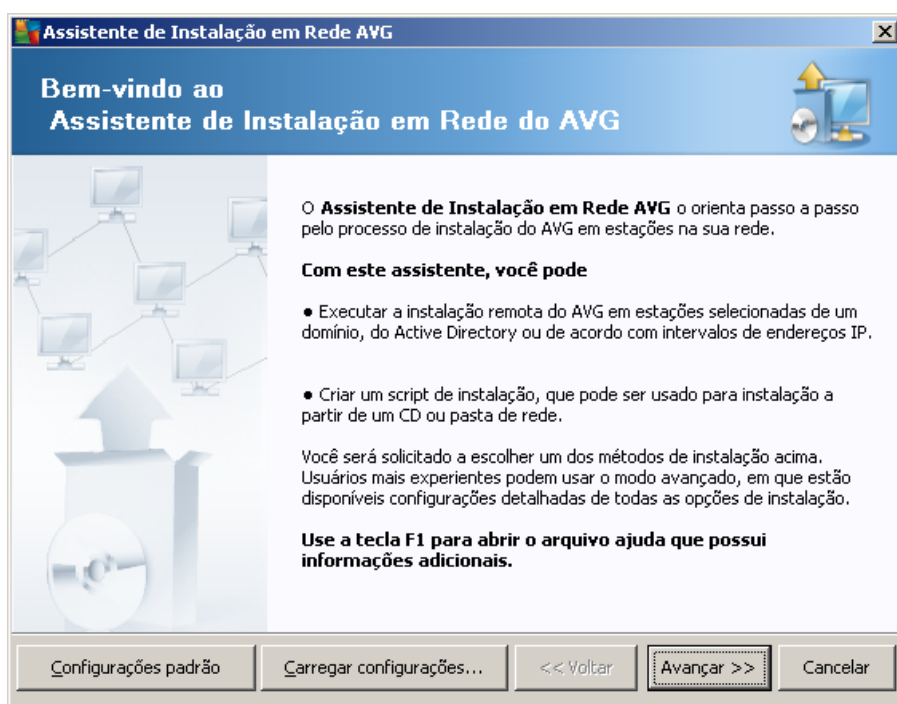 Assistente de Instalação em Rede AVG
Bem-vindo ao
Assistente de Instalação em Rede do AVG
O Assistente de Instalação em Rede AVG o orienta passo a passo
pelo processo de instalação do AVG em estações na sua rede.
Com este assistente, você pode
● Executar a instalação remota do AVG em estações selecionadas de um
domínio, do Active Directory ou de acordo com intervalos de endereços IP.
● Criar um script de instalação, que pode ser usado para instalação a
partir de um CD ou pasta de rede.
Você será solicitado a escolher um dos métodos de instalação acima.
Usuários mais experientes podem usar o modo avançado, em que estão
disponíveis configurações detalhadas de todas as opções de instalação.
Use a tecla F1 para abrir o arquivo ajuda que possui
informações adicionais.
Configurações padrão
Carregar configurações...
<< Voltar
Avançar >>
Cancelar